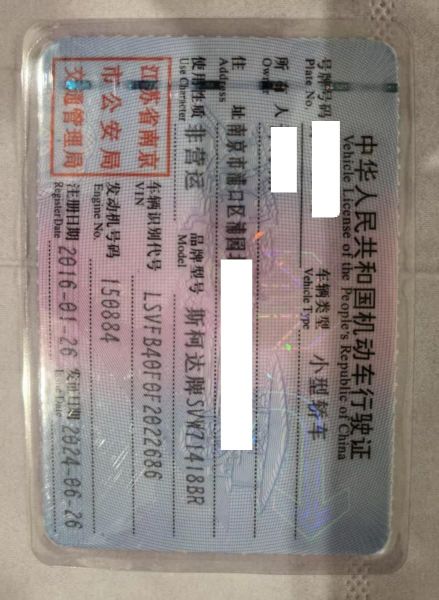 中华人民共和国机动车行驶证
Vehicle License of the People's Republic of China
号牌号码
Plate No.
车辆类型 小型轿车
Vehicle Type
所有人
Owner
住 址 南京市浦口区浦园
Address
使用性质 非营运
Use Character
品牌型号 斯柯达牌SVW71418BR
Model
江苏省南京
市公安局
交通管理局
车辆识别代号 LSVFB40F0F2022686
VIN
发动机号码 150884
Engine No.
注册日期 2016-01-26 发证日期 2024-06-26
Register Date Issue Date